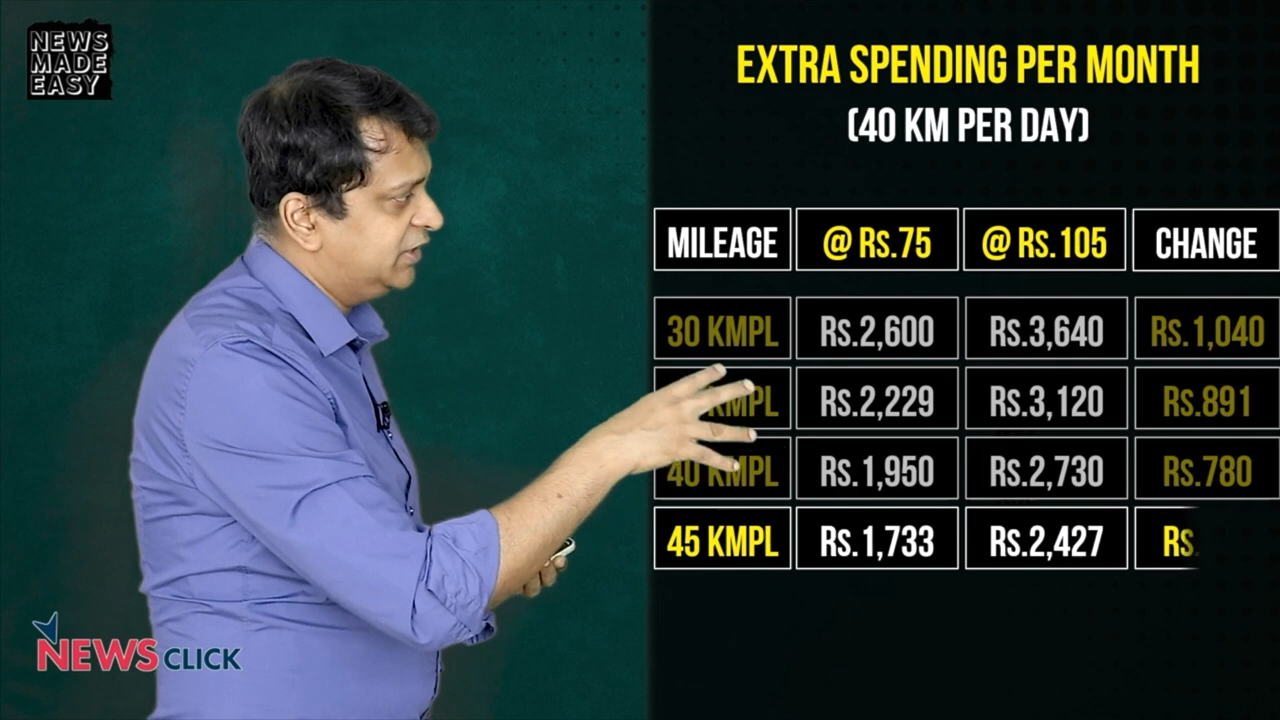 NEWS
MADE
EASY
EXTRA SPENDING PER MONTH
(40 KM PER DAY)
MILEAGE @ Rs.75 @ Rs.105 CHANGE
30 KMPL Rs.2,600 Rs.3,640 Rs.1,040
KMPL Rs.2,229 Rs.3,120 Rs.891
40 KMPL Rs.1,950 Rs.2,730 Rs.780
45 KMPL Rs.1,733 Rs.2,427 Rs.
NEWSCLICK